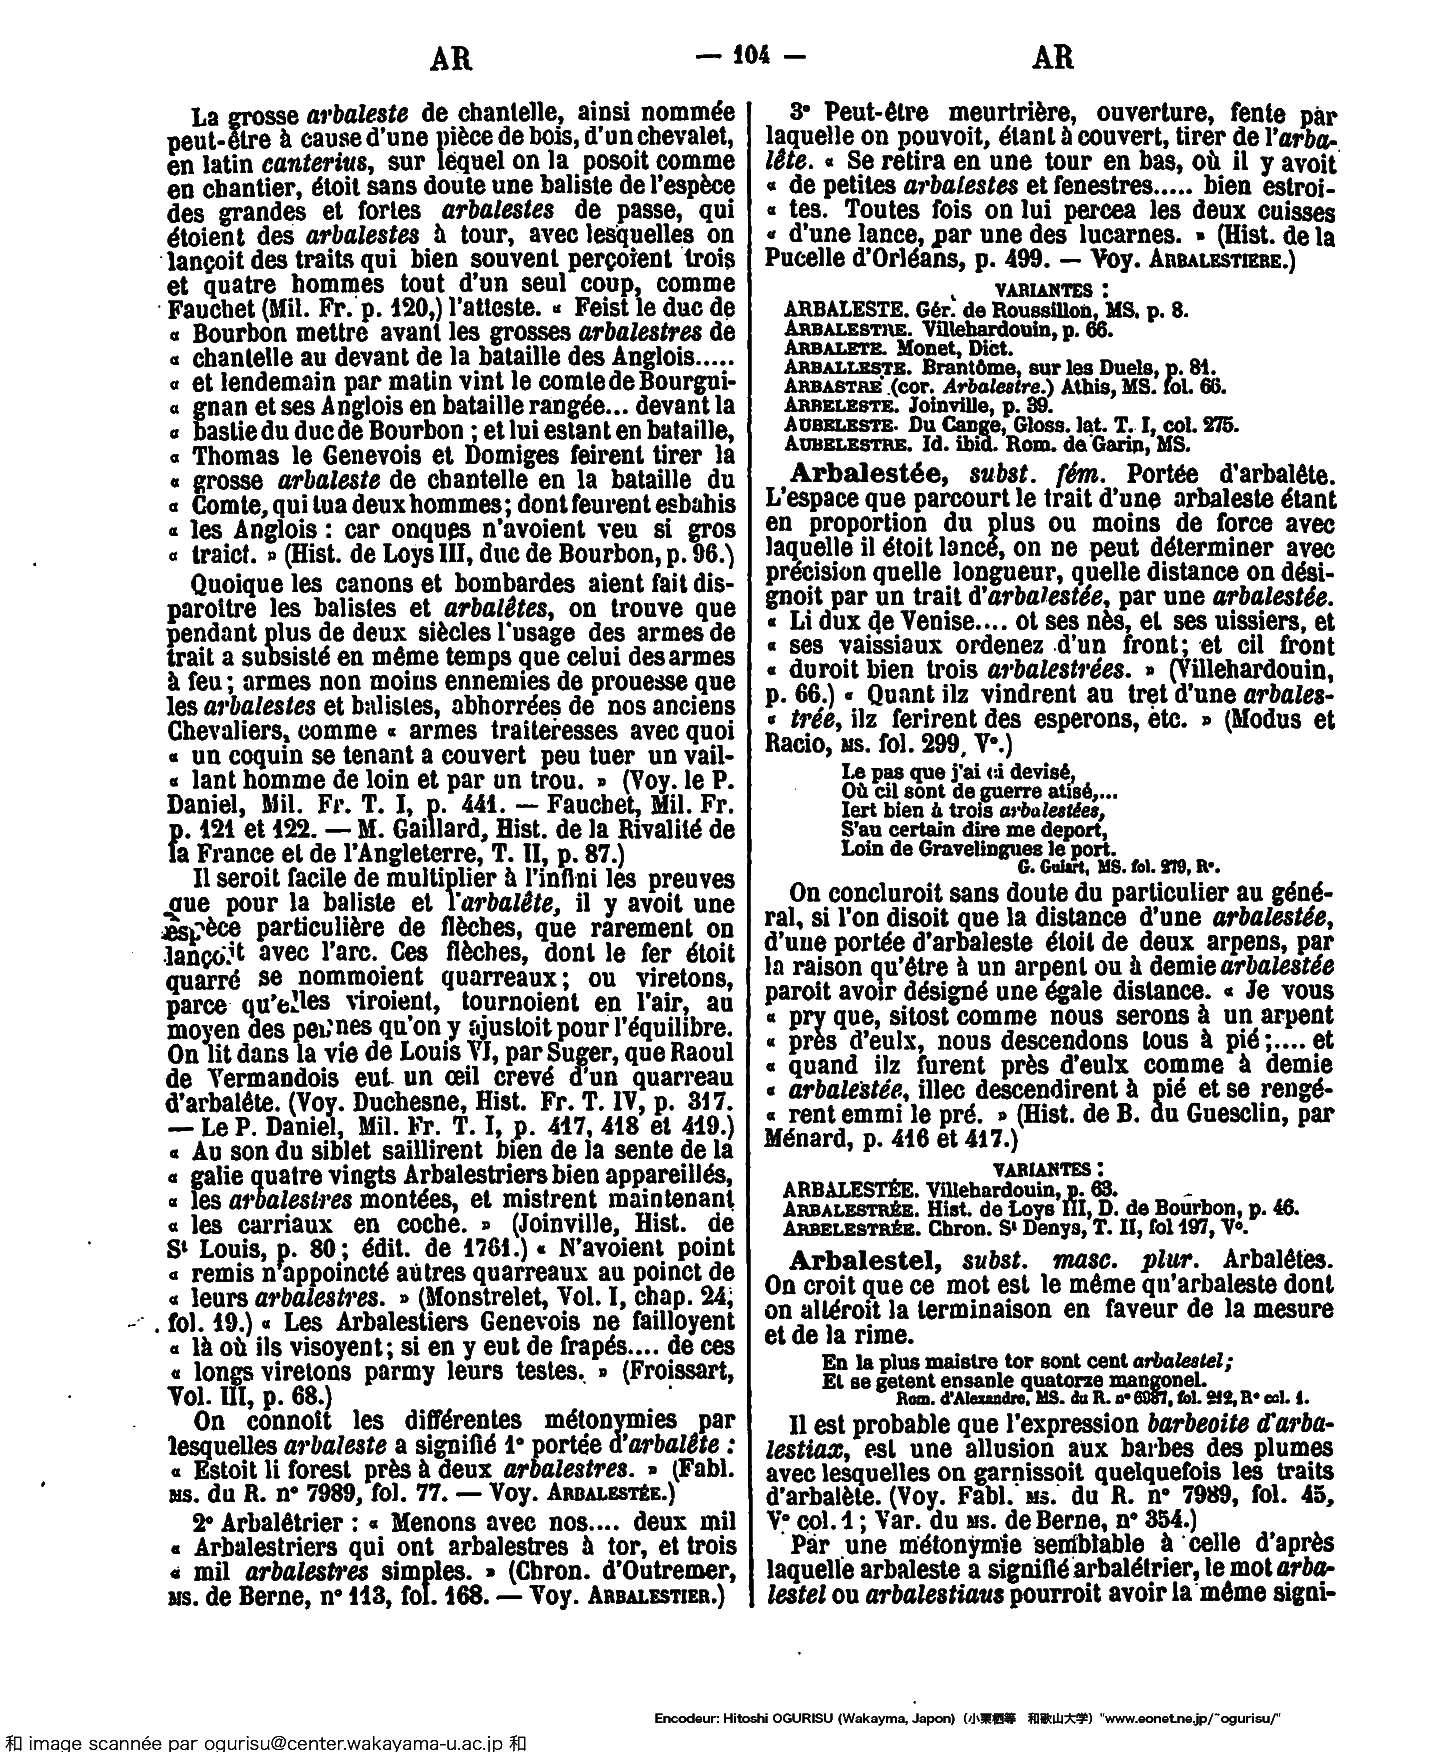 AR
— 104 —
AR
La grosse arbaleste de chantelle, ainsi nommée
peut-être à cause d'une pièce de bois, d'un chevalet,
en latin canterius, sur lequel on la posoit comme
en chantier, étoit sans doute une baliste de l'espèce
des grandes et fortes arbalestes de passe, qui
étoient des arbalestes à tour, avec lesquelles on
lançoit des traits qui bien souvent perçoient trois
et quatre hommes tout d'un seul coup, comme
Fauchet (Mil. Fr. p. 120,) l'atteste. « Feist le duc de
« Bourbon mettre avant les grosses arbalestres de
« chantelle au devant de la bataille des Anglois.....
« et lendemain par matin vint le comte de Bourgui-
« gnan et ses Anglois en bataille rangée... devant la
« bastie du duc de Bourbon ; et lui estant en bataille,
« Thomas le Genevois et Domiges feirent tirer la
« grosse arbaleste de chantelle en la bataille du
« Comte, qui tua deux hommes ; dont feurent esbahis
« les Anglois : car onques n'avoient veu si gros
« traict. » (Hist. de Loys III, duc de Bourbon, p. 96.)
Quoique les canons et bombardes aient fait dis-
paroître les balistes et arbalêtes, on trouve que
pendant plus de deux siècles l'usage des armes de
trait a subsisté en même temps que celui des armes
à feu ; armes non moins ennemies de prouesse que
les arbalestes et balistes, abhorrées de nos anciens
Chevaliers, comme « armes traiteresses avec quoi
« un coquin se tenant a couvert peu tuer un vail-
« lant homme de loin et par un trou. » (Voy. le P.
Daniel, Mil. Fr. T. I, p. 441. — Fauchet, Mil. Fr.
p. 121 et 122. — M. Gaillard, Hist. de la Rivalité de
la France et de l'Angleterre, T. II, p. 87.)
Il seroit facile de multiplier à l'infini les preuves
que pour la baliste et l'arbalête, il y avoit une
espèce particulière de flèches, que rarement on
lançoit avec l'arc. Ces flèches, dont le fer étoit
quarré se nommoient quarreaux ; ou viretons,
parce qu'elles viroient, tournoient en l'air, au
moyen des pennes qu'on y ajustoit pour l'équilibre.
On lit dans la vie de Louis VI, par Suger, que Raoul
de Vermandois eut un œil crevé d'un quarreau
d'arbalête. (Voy. Duchesne, Hist. Fr. T. IV, p. 317.
— Le P. Daniel, Mil. Fr. T. I, p. 417, 418 et 419.)
« Au son du siblet saillirent bien de la sente de la
« galie quatre vingts Arbalestriers bien appareillés,
« les arbalestres montées, et mistrent maintenant
« les carriaux en coche. » (Joinville, Hist. de
St Louis, p. 80 ; édit. de 1761.) « N'avoient point
« remis n'appoincté autres quarreaux au poinct de
« leurs arbalestres. » (Monstrelet, Vol. I, chap. 24,
fol. 19.) « Les Arbalestiers Genevois ne failloyent
« là où ils visoyent ; si en y eut de frapés.... de ces
« longs viretons parmy leurs testes. » (Froissart,
Vol. III, p. 68.)
On connoît les différentes métonymies par
lesquelles arbaleste a signifié 1° portée d'arbalête :
« Estoit li forest près à deux arbalestres. » (Fabl.
MS. du R. n° 7989, fol. 77. — Voy. ARBALESTÉE.)
2° Arbalêtrier : « Menons avec nos.... deux mil
« Arbalestriers qui ont arbalestres à tor, et trois
« mil arbalestres simples. » (Chron. d'Outremer,
MS. de Berne, n° 113, fol. 168. — Voy. ARBALESTIER.)
3° Peut-être meurtrière, ouverture, fente par
laquelle on pouvoit, étant à couvert, tirer de l'arba-
lête. « Se retira en une tour en bas, où il y avoit
« de petites arbalestes et fenestres..... bien estroi-
« tes. Toutes fois on lui percea les deux cuisses
« d'une lance, par une des lucarnes. » (Hist. de la
Pucelle d'Orléans, p. 499. — Voy. ARBALESTIERE.)
VARIANTES :
ARBALESTE. Gér. de Roussillon, MS. p. 8.
ARBALESTRE. Villehardouin, p. 66.
ARBALETE. Monet, Dict.
ARBALLESTE. Brantôme, sur les Duels, p. 81.
ARBASTRE (cor. Arbalestre.) Athis, MS. fol. 66.
ARBELESTE. Joinville, p. 39.
AUBELESTE. Du Cange, Gloss. lat. T. I, col. 275.
AUBELESTRE. Id. ibid. Rom. de Garin, MS.
Arbalestée, subst. fém. Portée d'arbalête.
L'espace que parcourt le trait d'une arbaleste étant
en proportion du plus ou moins de force avec
laquelle il étoit lancé, on ne peut déterminer avec
précision quelle longueur, quelle distance on dési-
gnoit par un trait d'arbalestée, par une arbalestée.
« Li dux de Venise.... ot ses nès, et ses uissiers, et
« ses vaissiaux ordenez d'un front ; et cil front
« duroit bien trois arbalestrées. » (Villehardouin,
p. 66.) « Quant ilz vindrent au tret d'une arbales-
« trée, ilz ferirent des esperons, etc. » (Modus et
Racio, MS. fol. 299, V°.)
Le pas que j'ai ci devisé,
Où cil sont de guerre atisé,...
Iert bien à trois arbalestées,
S'au certain dire me deport,
Loin de Gravelingues le port.
G. Guiart, MS. fol. 279, R°.
On concluroit sans doute du particulier au géné-
ral, si l'on disoit que la distance d'une arbalestée,
d'une portée d'arbaleste étoit de deux arpens, par
la raison qu'être à un arpent ou à demie arbalestée
paroit avoir désigné une égale distance. « Je vous
« pry que, sitost comme nous serons à un arpent
« près d'eulx, nous descendons tous à pié ;.... et
« quand ilz furent près d'eulx comme à demie
« arbalestée, illec descendirent à pié et se rengé-
« rent emmi le pré. » (Hist. de B. du Guesclin, par
Ménard, p. 416 et 417.)
VARIANTES :
ARBALESTÉE. Villehardouin, p. 63.
ARBALESTRÉE. Hist. de Loys III, D. de Bourbon, p. 46.
ARBELESTRÉE. Chron. St Denys, T. II, fol 197, V°.
Arbalestel, subst. masc. plur. Arbalêtes.
On croit que ce mot est le même qu'arbaleste dont
on altéroit la terminaison en faveur de la mesure
et de la rime.
En la plus maistre tor sont cent arbalestel ;
Et se getent ensanle quatorze mangonel.
Rom. d'Alexandre, MS. du R. n° 6987, fol. 212, R° col. 1.
Il est probable que l'expression barbeoite d'arba-
lestiax, est une allusion aux barbes des plumes
avec lesquelles on garnissoit quelquefois les traits
d'arbalète. (Voy. Fabl. MS. du R. n° 7989, fol. 45,
V° col. 1 ; Var. du MS. de Berne, n° 354.)
Par une métonymie semblable à celle d'après
laquelle arbaleste a signifié arbalétrier, le mot arba-
lestel ou arbalestiaus pourroit avoir la même signi-
Encodeur: Hitoshi OGURISU (Wakayma, Japon) (小栗栖等 和歌山大学) "www.eonet.ne.jp/~ogurisu/"
和 image scannée par ogurisu@center.wakayama-u.ac.jp 和